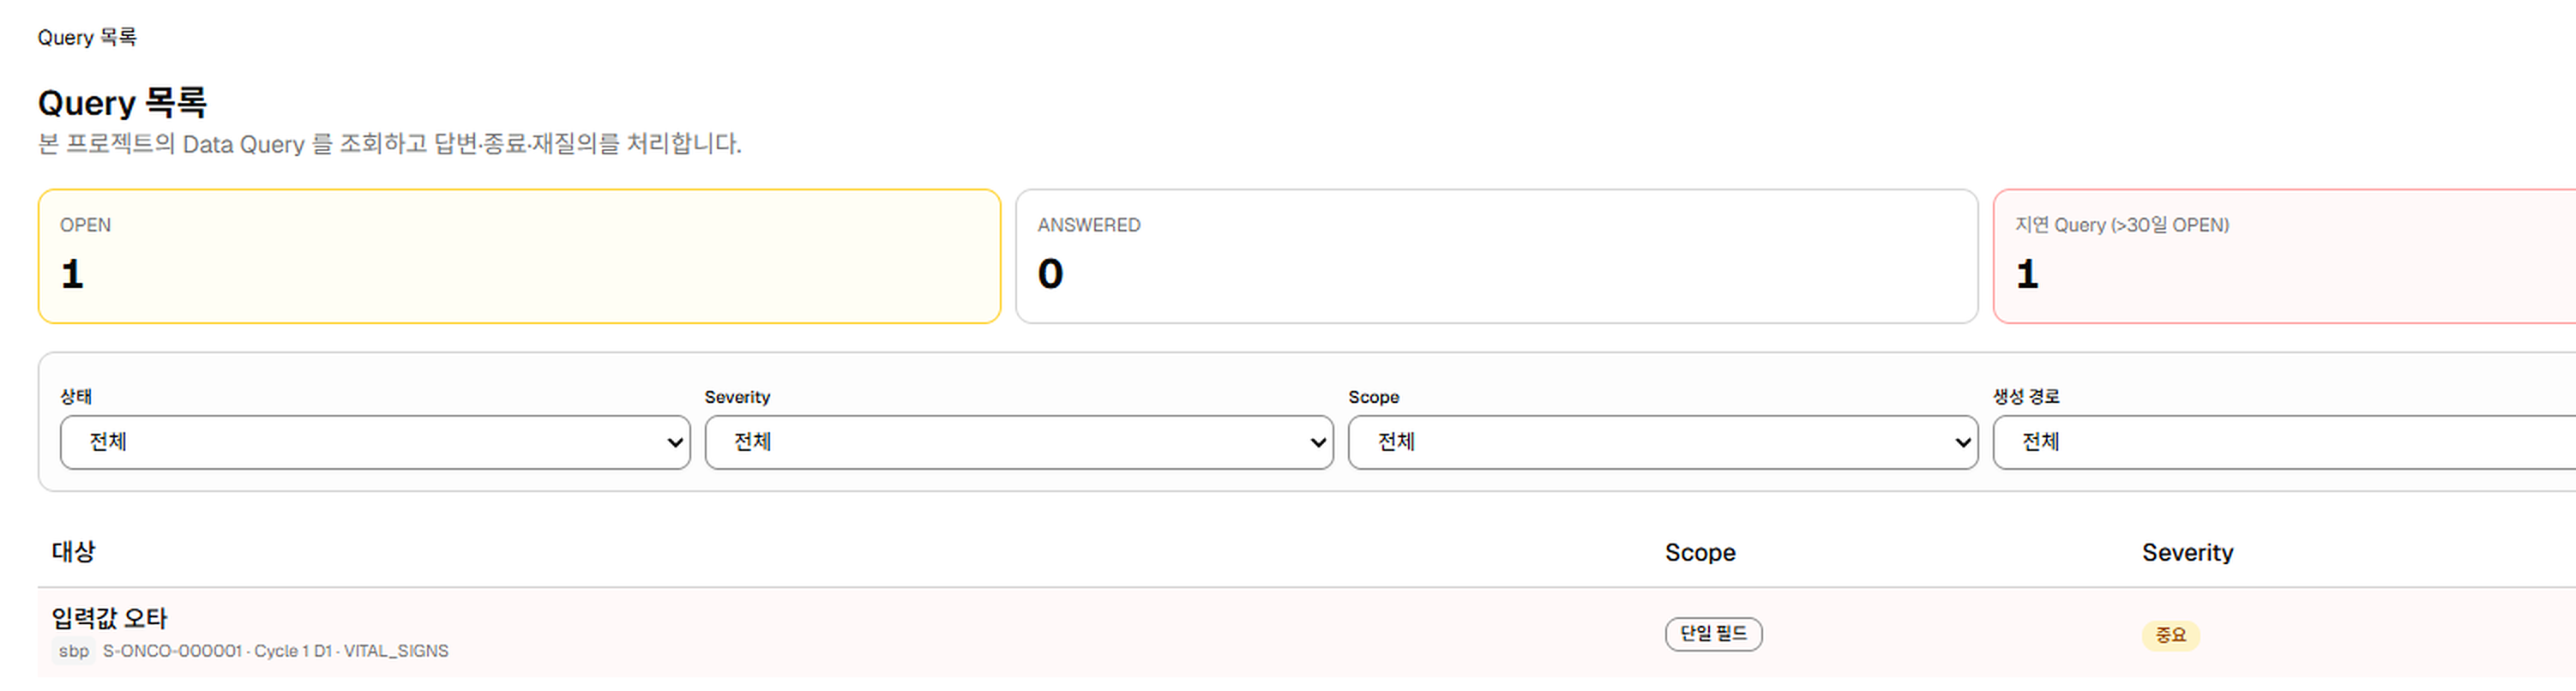 Query 목록
Query 목록
본 프로젝트의 Data Query 를 조회하고 답변·종료·재질의를 처리합니다.
OPEN
1
ANSWERED
0
지연 Query (>30일 OPEN)
1
상태
전체
Severity
전체
Scope
전체
생성 경로
전체
대상 Scope Severity
입력값 오타
sbp S-ONCO-000001 · Cycle 1 D1 · VITAL_SIGNS
단일 필드
중요